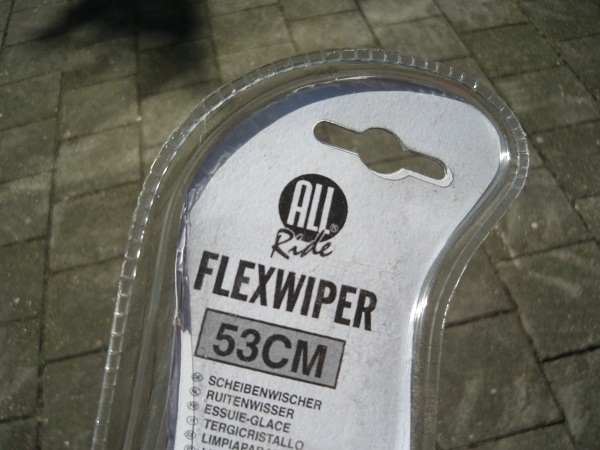 ALL®
Ride
FLEXWIPER
53CM
SCHEIBENWISCHER
RUITENWISSER
ESSUIE-GLACE
TERGICRISTALLO